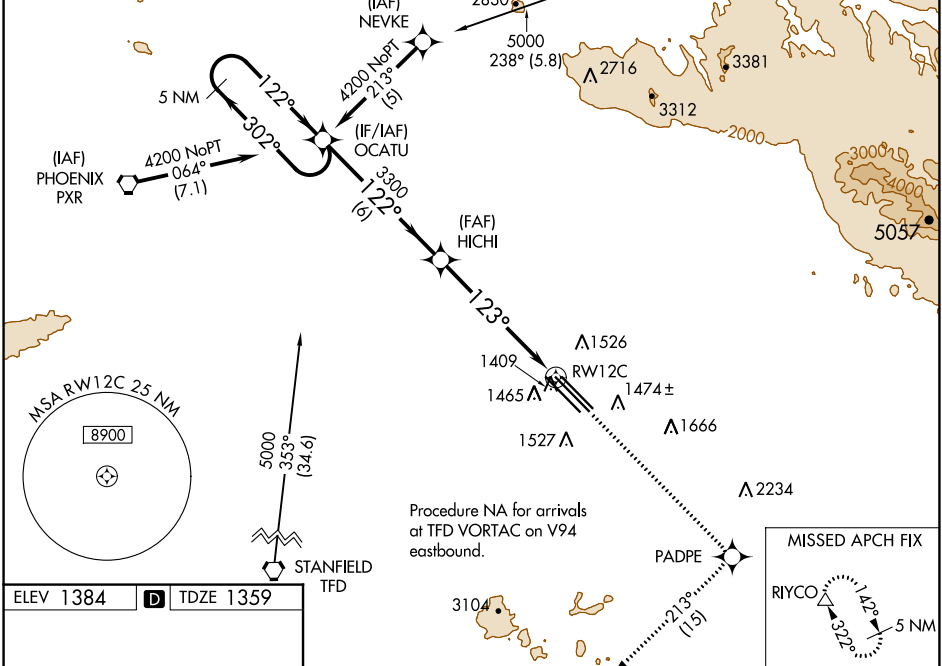 (IAF)
NEVKE
5000
238° (5.8)
2716
3381
3312
2000
3000
4000
5057
4200 NoPT
213°
(5)
5 NM
122°
302°
(IF/IAF)
OCATU
(IAF)
PHOENIX
PXR
4200 NoPT
064°
(7.1)
3300
122°
(6)
(FAF)
HICHI
123°
1526
1409
RW12C
1465
1474±
1527
1666
2234
MSA RW12C 25 NM
8900
5000
353°
(34.6)
Procedure NA for arrivals
at TFD VORTAC on V94
eastbound.
STANFIELD
TFD
PADPE
213°
(15)
3104
MISSED APCH FIX
RIYCO
142°
322°
5 NM
ELEV 1384 D TDZE 1359